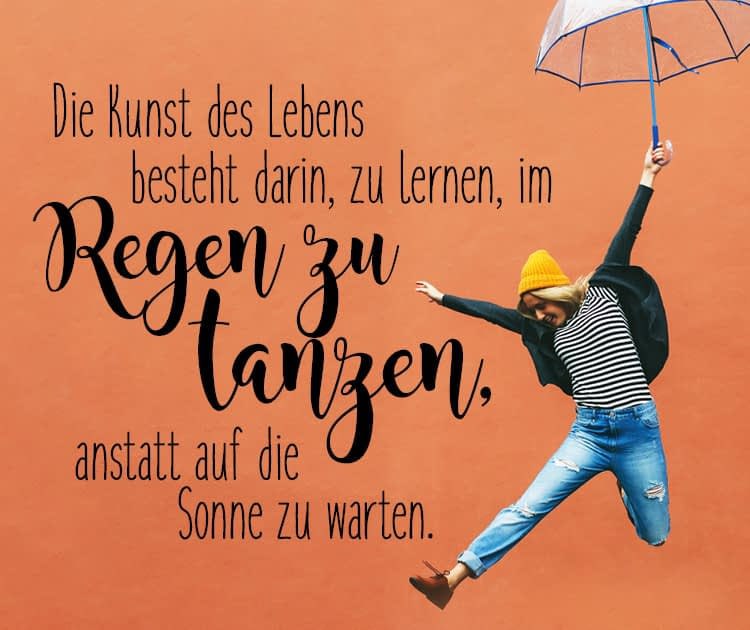 Die Kunst des Lebens
besteht darin, zu lernen, im
Regen zu
tanzen,
anstatt auf die
Sonne zu warten.